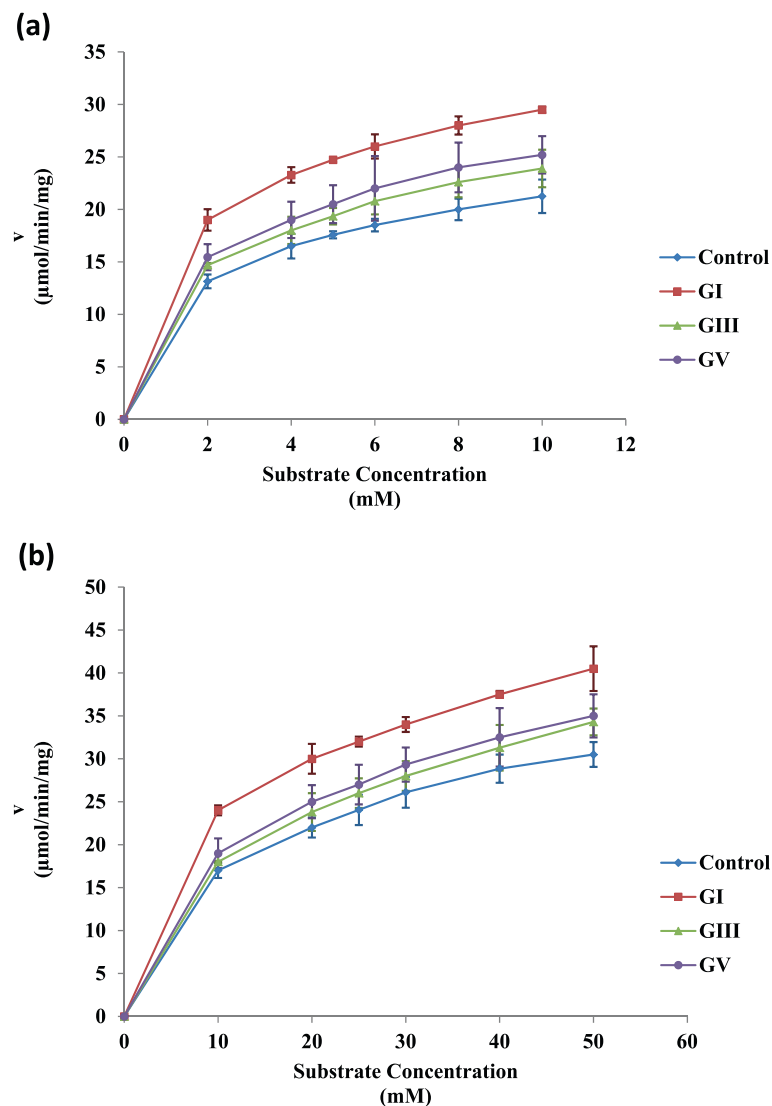 (a)
35
30
25
20
15
10
5
0
v
(µmol/min/mg)
0 2 4 6 8 10 12
Substrate Concentration
(mM)
Control
GI
GIII
GV
(b)
50
45
40
35
30
25
20
15
10
5
0
v
(µmol/min/mg)
0 10 20 30 40 50 60
Substrate Concentration
(mM)
Control
GI
GIII
GV